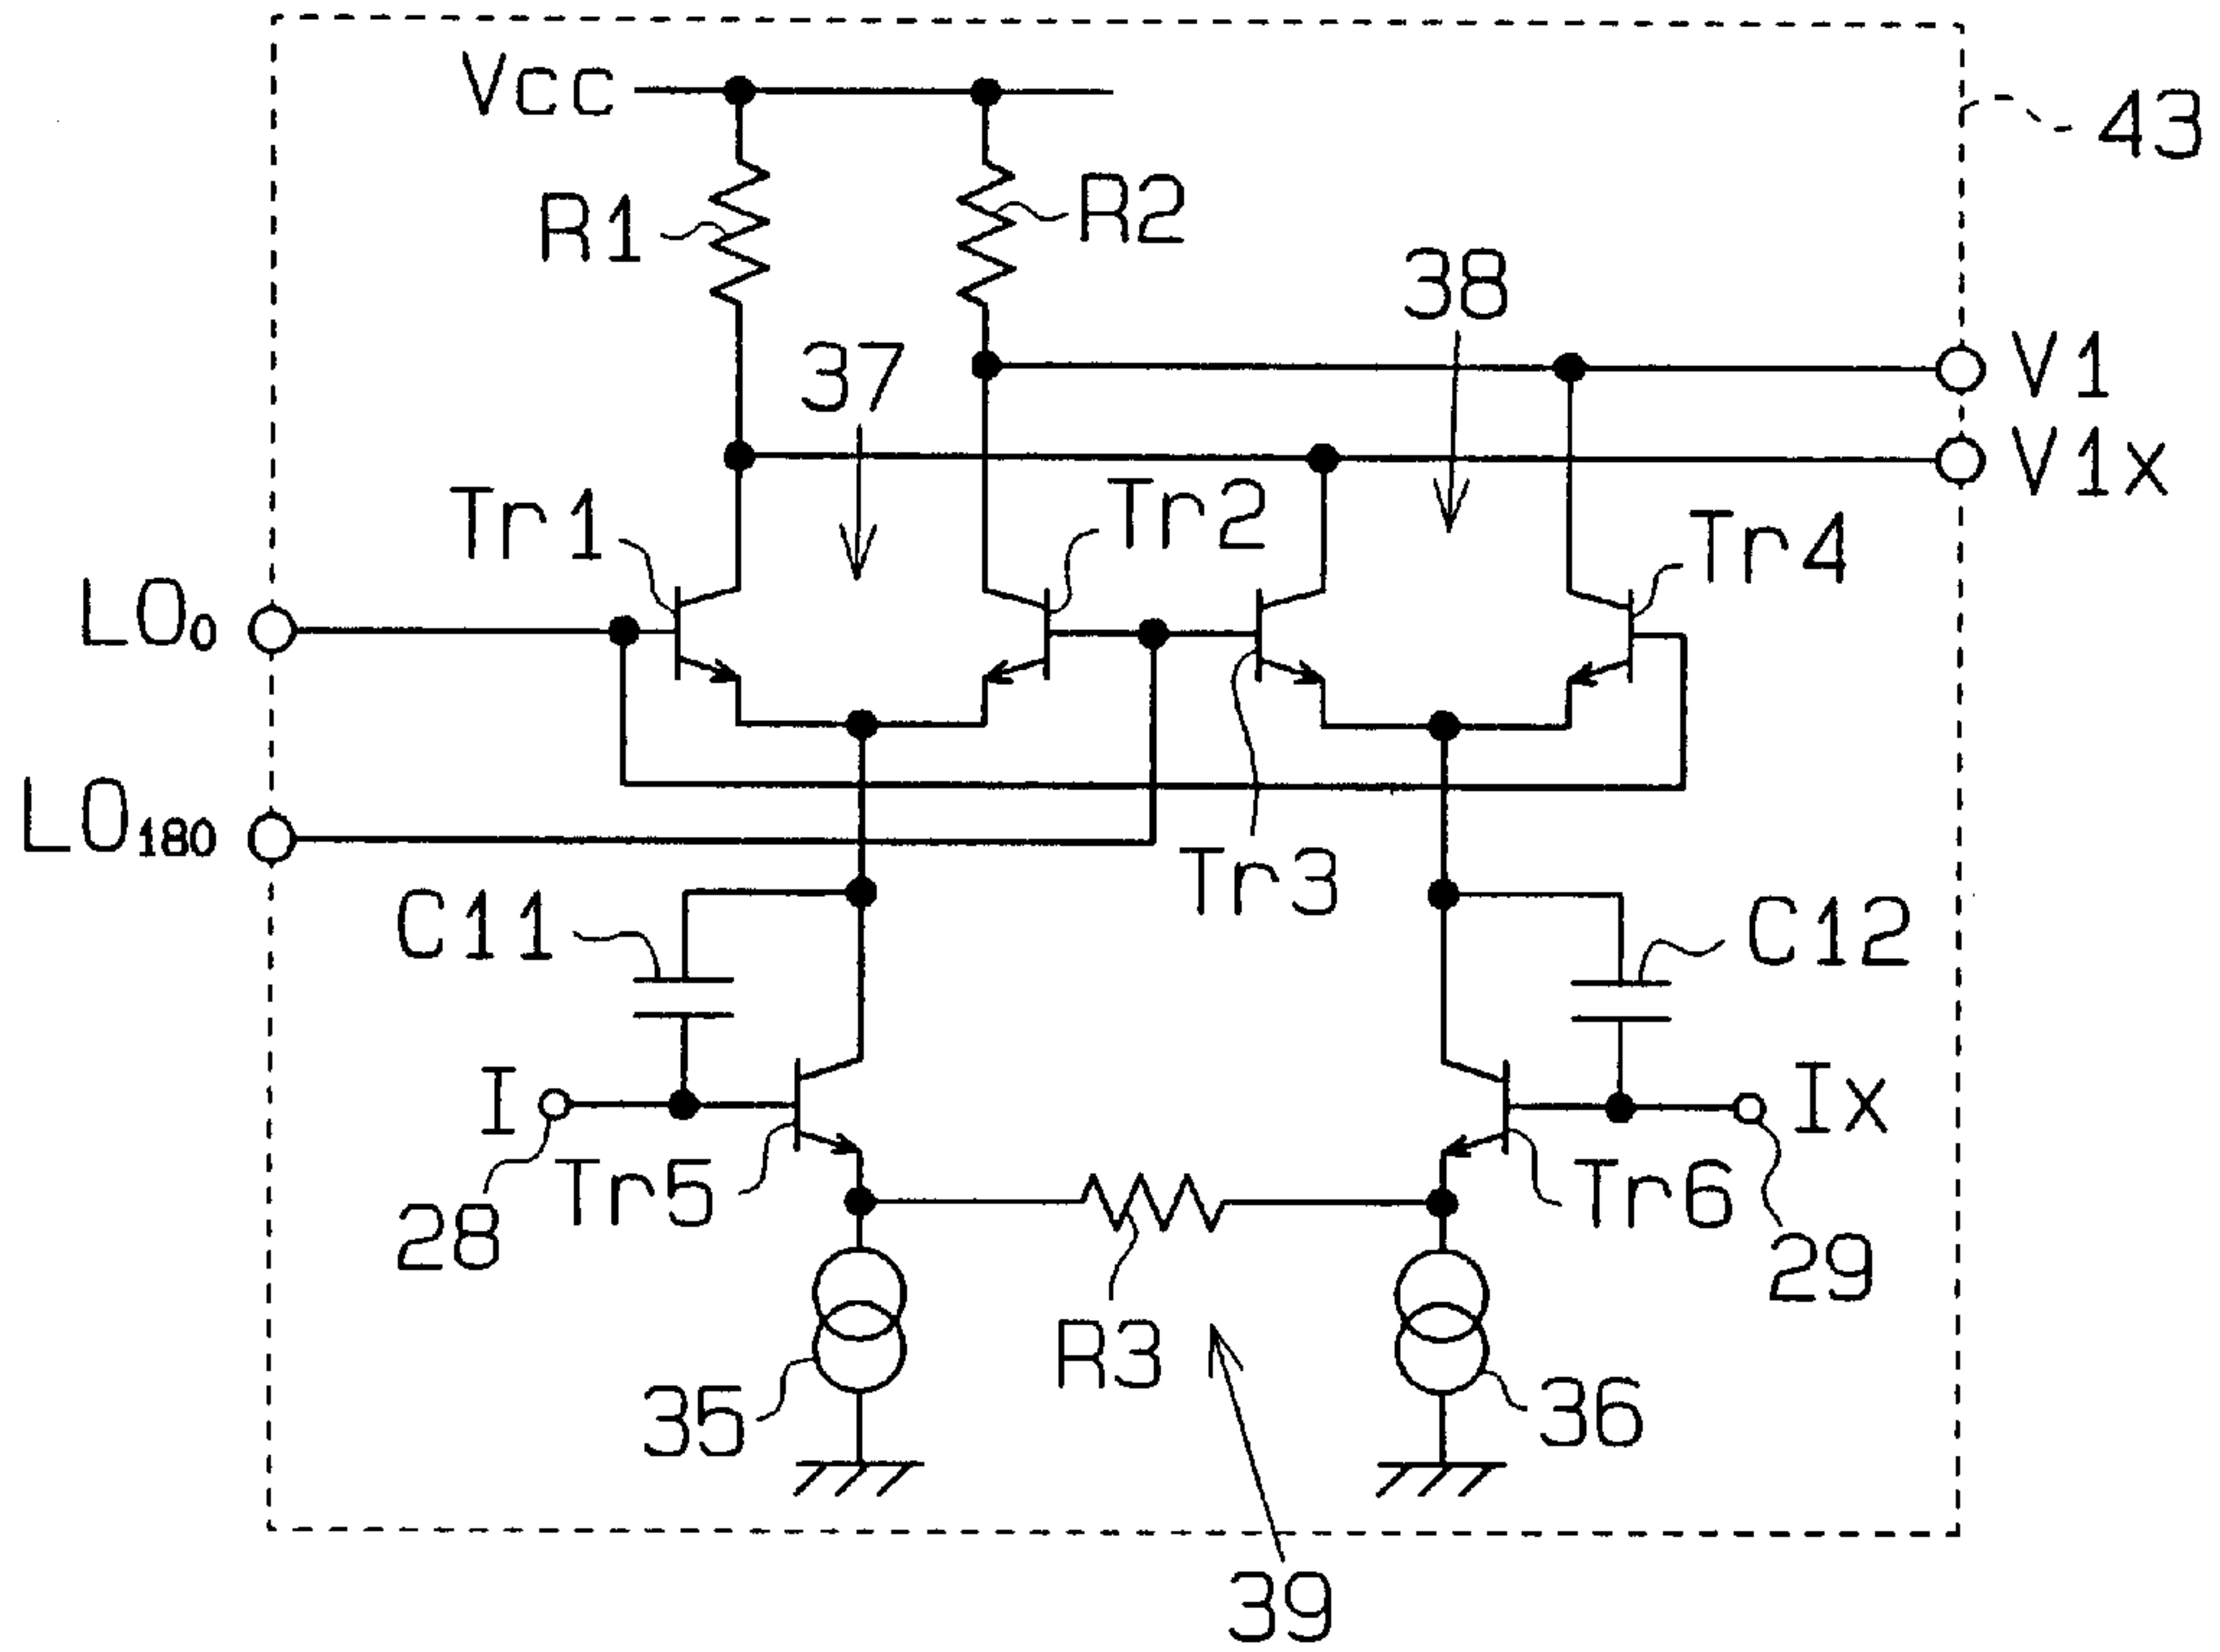 Vcc
43
R1
R2
38
37
V1
V1x
Tr1
Tr2
Tr4
LO0
LO180
Tr3
C11
C12
I
Ix
Tr5
Tr6
28
29
R3
35
36
39